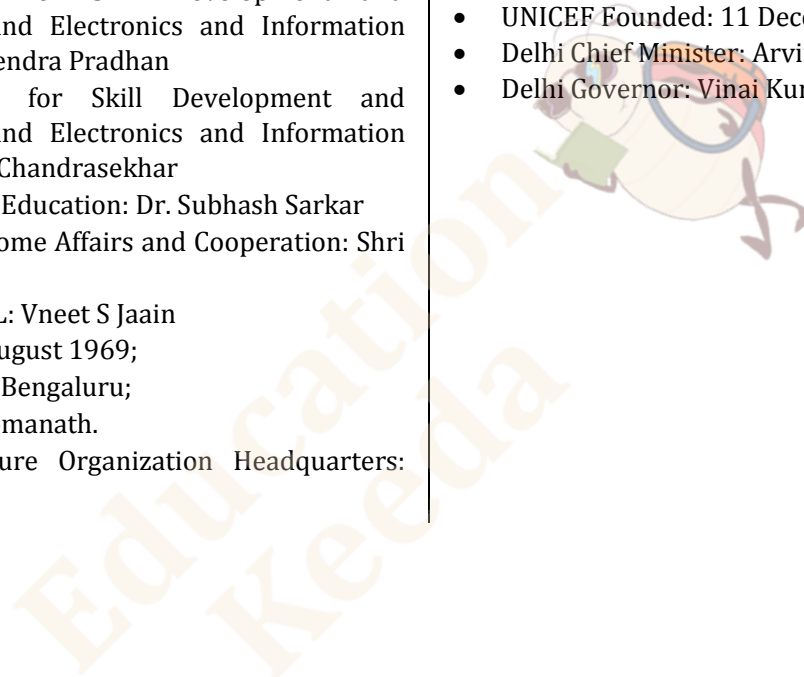 and Electronics and Information
endra Pradhan
for Skill Development and
and Electronics and Information
Chandrasekhar
Education: Dr. Subhash Sarkar
ome Affairs and Cooperation: Shri
L: Vneet S Jaain
ugust 1969;
Bengaluru;
manath.
ure Organization Headquarters:
• UNICEF Founded: 11 Dece
• Delhi Chief Minister: Arvi
• Delhi Governor: Vinai Kur
Education
Keeda